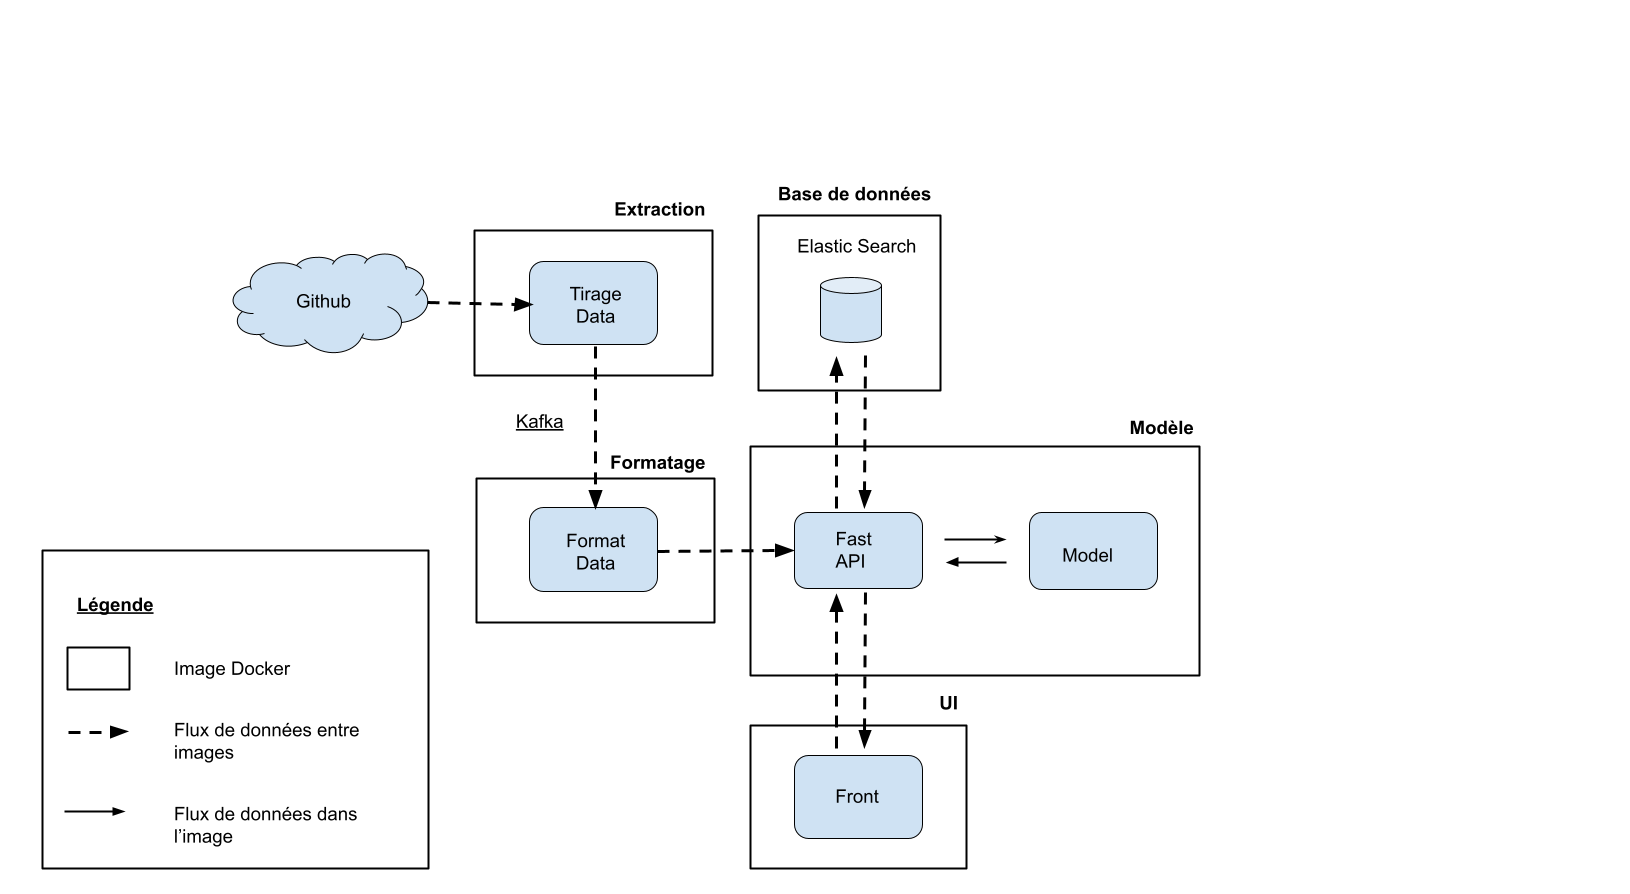 Base de données
Extraction
Elastic Search
Github
Tirage
Data
Kafka
Modèle
Formatage
Format
Data
Fast
API
Model
Légende
Image Docker
Flux de données entre
images
Flux de données dans
l'image
UI
Front